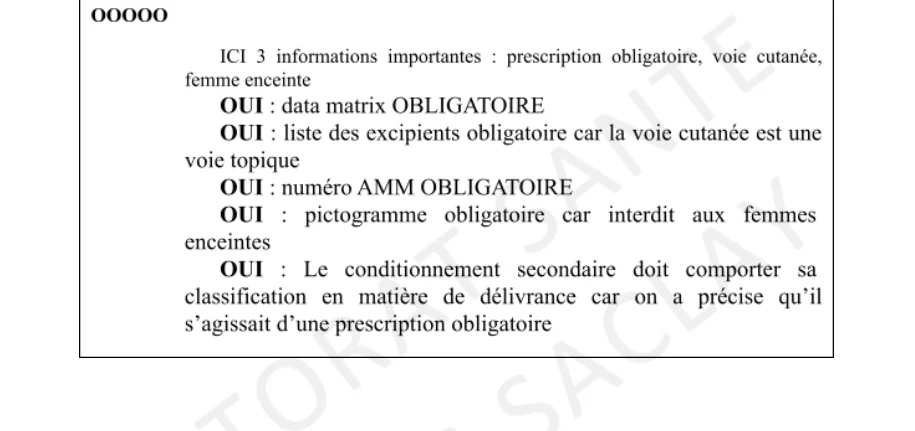 OOOOO
ICI 3 informations importantes : prescription obligatoire, voie cutanée,
femme enceinte
OUI : data matrix OBLIGATOIRE
OUI : liste des excipients obligatoire car la voie cutanée est une
voie topique
OUI : numéro AMM OBLIGATOIRE
OUI : pictogramme obligatoire car interdit aux femmes
enceintes
OUI : Le conditionnement secondaire doit comporter sa
classification en matière de délivrance car on a précise qu’il
s’agissait d’une prescription obligatoire
TORAT SANTE
SACLAY